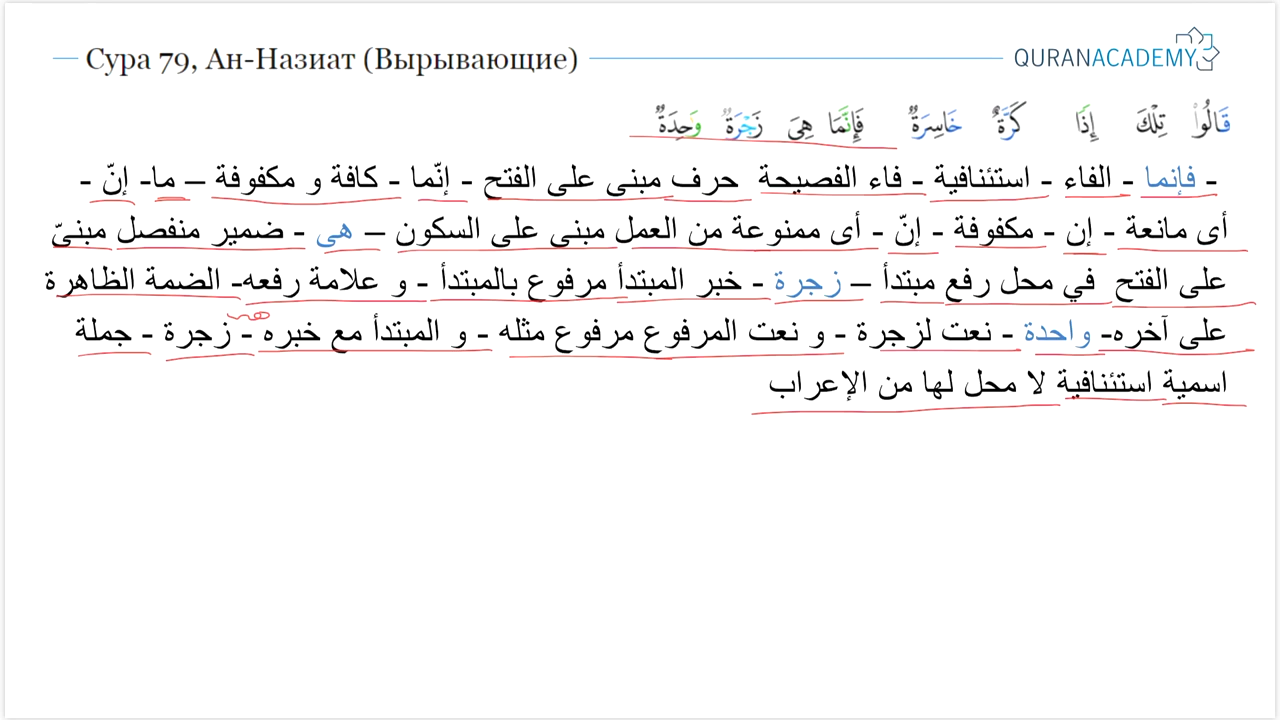 Сура 79, Ан-Назиат (Вырывающие)
QURANACADEMY
قَالُوا۟ تِلْكَ إِذًا كَرَّةٌ خَاسِرَةٌ فَإِنَّمَا هِىَ زَجْرَةٌ وَٰحِدَةٌ
- فإنما - الفاء - استئنافية - فاء الفصيحة حرف مبنى على الفتح - إنّما - كافة و مكفوفة – ما- إنّ -
أى مانعة - إن - مكفوفة - إنّ - أى ممنوعة من العمل مبنى على السكون – هى - ضمير منفصل مبنىّ
على الفتح في محل رفع مبتدأ – زجرة - خبر المبتدأ مرفوع بالمبتدأ - و علامة رفعه- الضمة الظاهرة
على آخره- واحدة - نعت لزجرة - و نعت المرفوع مرفوع مثله - و المبتدأ مع خبره - زجرة - جملة
اسمية استئنافية لا محل لها من الإعراب